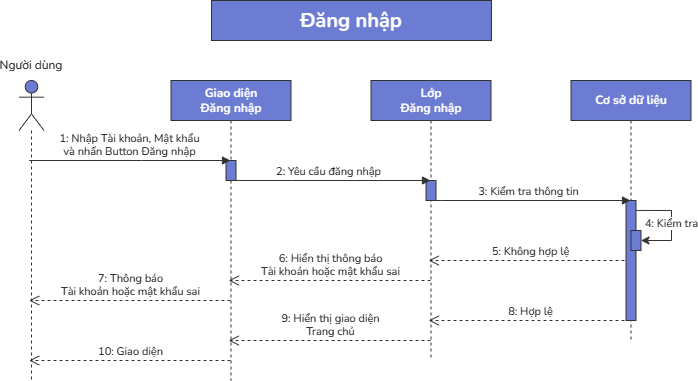 Đăng nhập
Người dùng
Giao diện
Đăng nhập
Lớp
Đăng nhập
Cơ sở dữ liệu
1: Nhập Tài khoản, Mật khẩu
và nhấn Button Đăng nhập
2: Yêu cầu đăng nhập
3: Kiểm tra thông tin
4: Kiểm tra
5: Không hợp lệ
6: Hiển thị thông báo
Tài khoản hoặc mật khẩu sai
7: Thông báo
Tài khoản hoặc mật khẩu sai
8: Hợp lệ
9: Hiển thị giao diện
Trang chủ
10: Giao diện